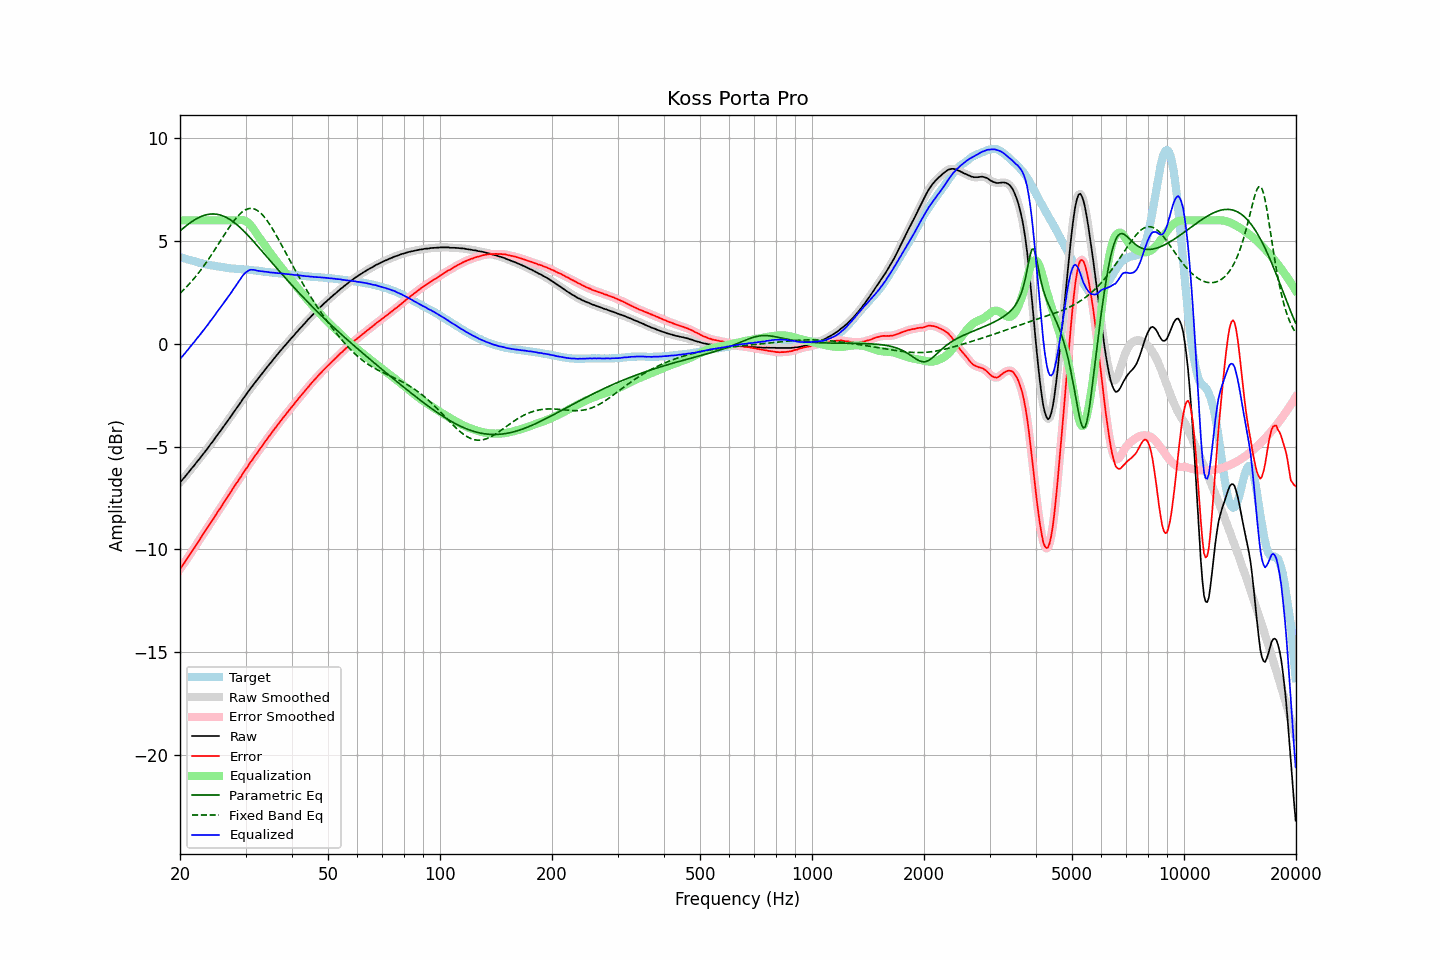 Koss Porta Pro
10
5
0
−5
−10
−15
−20
Amplitude (dBr)
Target
Raw Smoothed
Error Smoothed
Raw
Error
Equalization
Parametric Eq
Fixed Band Eq
Equalized
20 50 100 200 500 1000 2000 5000 10000 20000
Frequency (Hz)